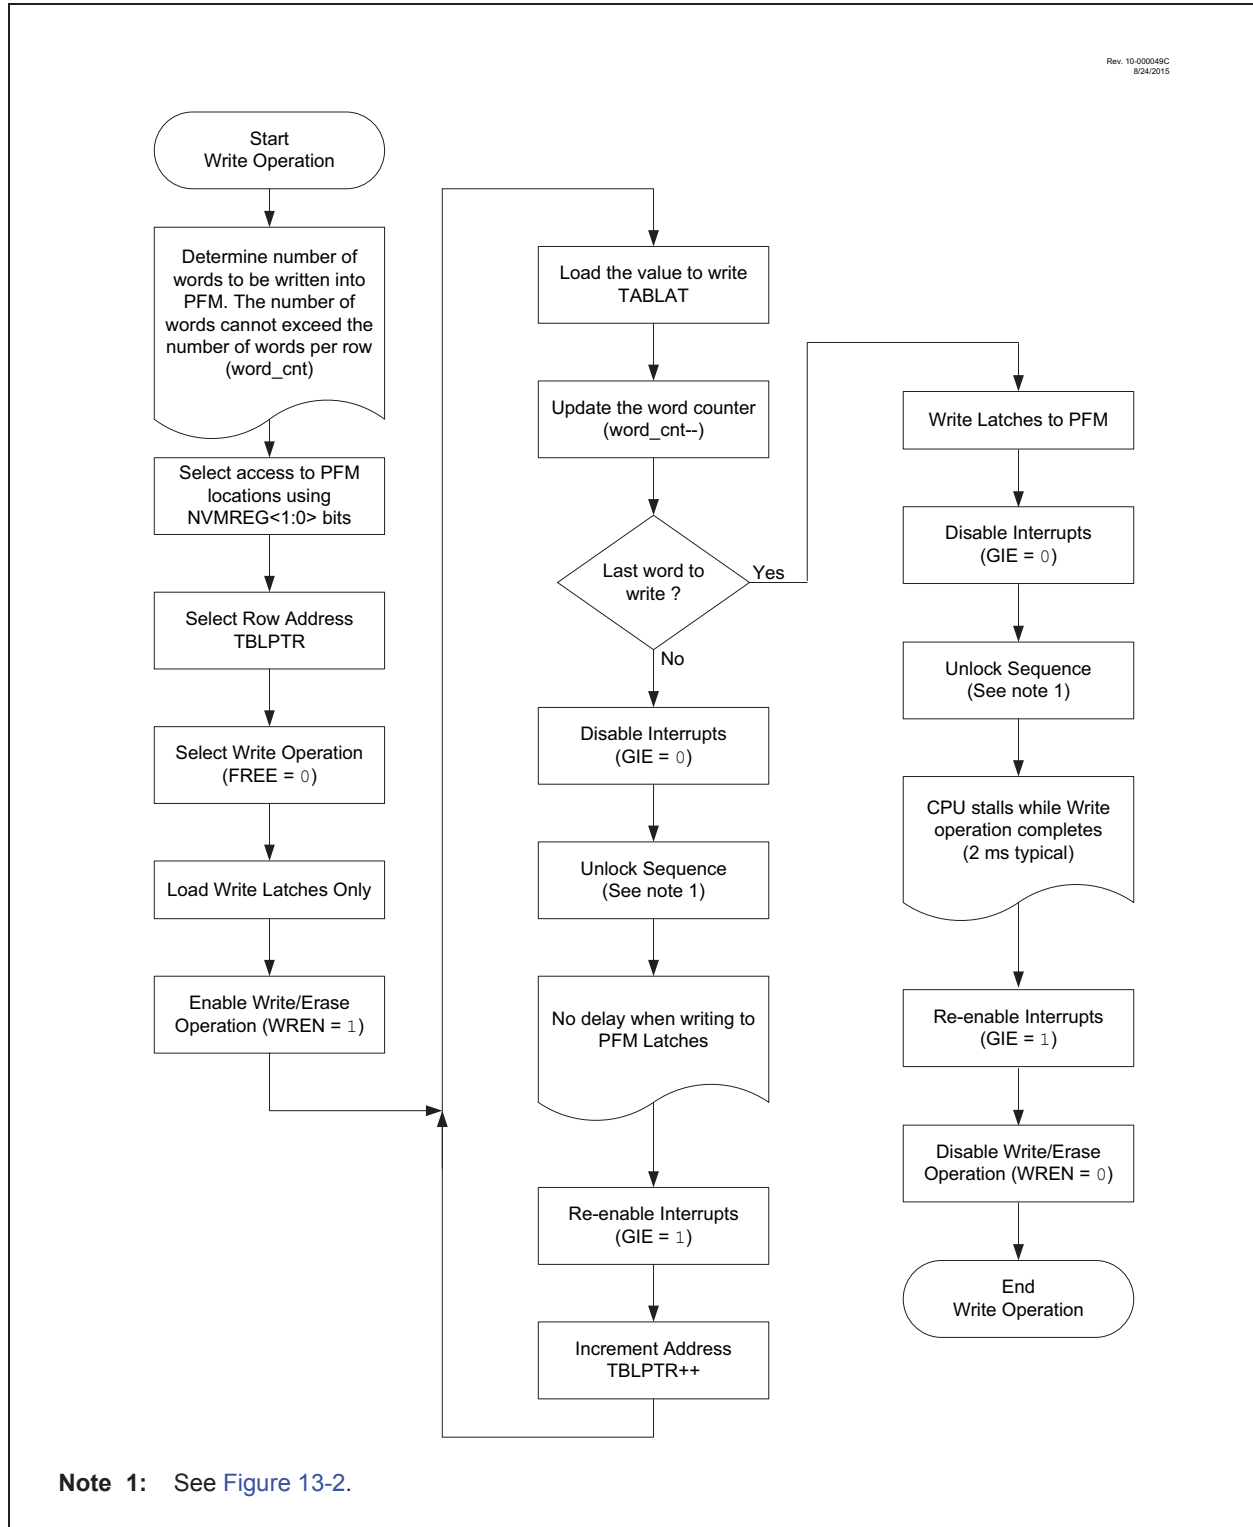 Rev. 10-000049C
8/24/2015
Start
Write Operation
Determine number of
words to be written into
PFM. The number of
words cannot exceed the
number of words per row
(word_cnt)
Select access to PFM
locations using
NVMREG<1:0> bits
Select Row Address
TBLPTR
Select Write Operation
(FREE = 0)
Load Write Latches Only
Enable Write/Erase
Operation (WREN = 1)
Load the value to write
TABLAT
Update the word counter
(word_cnt--)
Last word to
write ?
Yes
No
Disable Interrupts
(GIE = 0)
Unlock Sequence
(See note 1)
No delay when writing to
PFM Latches
Re-enable Interrupts
(GIE = 1)
Increment Address
TBLPTR++
Write Latches to PFM
Disable Interrupts
(GIE = 0)
Unlock Sequence
(See note 1)
CPU stalls while Write
operation completes
(2 ms typical)
Re-enable Interrupts
(GIE = 1)
Disable Write/Erase
Operation (WREN = 0)
End
Write Operation
Note 1: See Figure 13-2.